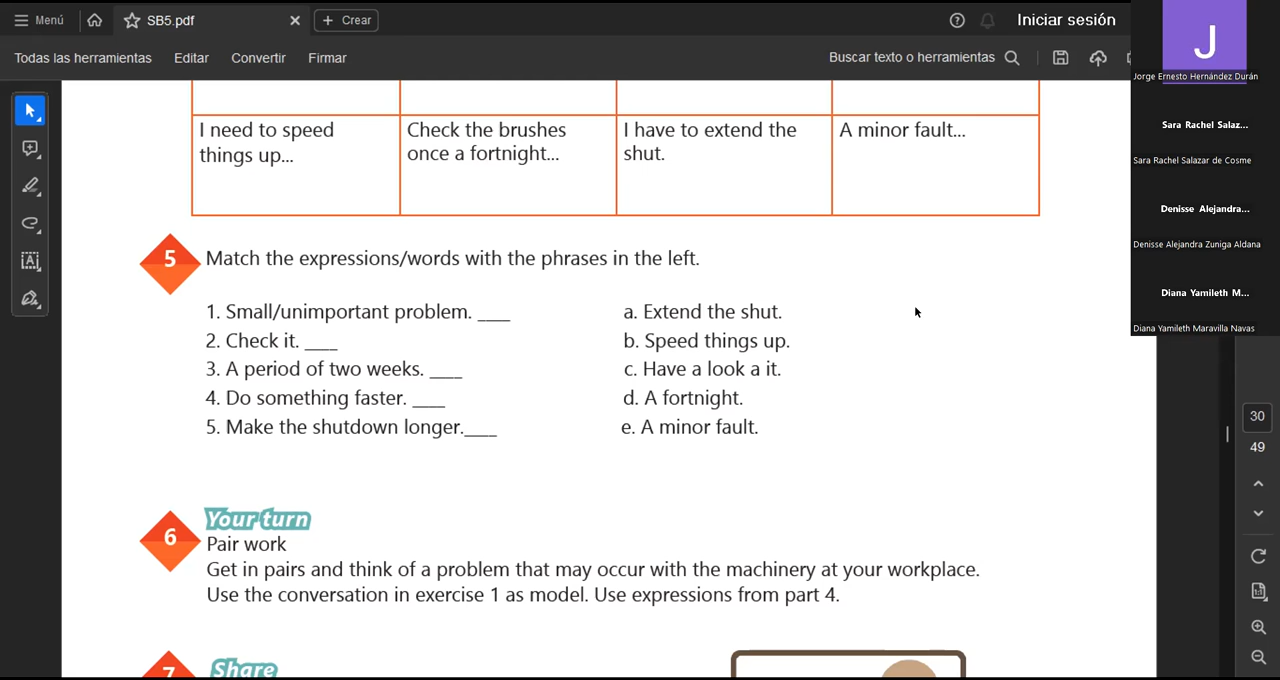 Menú
SB5.pdf
Crear
Iniciar sesión
Todas las herramientas Editar Convertir Firmar
Buscar texto o herramientas
J
Jorge Ernesto Hernández Durán
Sara Rachel Salaz...
Sara Rachel Salazar de Cosme
Denisse Alejandra...
Denisse Alejandra Zuniga Aldana
Diana Yamileth M...
Diana Yamileth Maravilla Navas
I need to speed things up...
Check the brushes once a fortnight...
I have to extend the shut.
A minor fault...
5 Match the expressions/words with the phrases in the left.
1. Small/unimportant problem. ____ a. Extend the shut.
2. Check it. ____ b. Speed things up.
3. A period of two weeks. ____ c. Have a look a it.
4. Do something faster. ____ d. A fortnight.
5. Make the shutdown longer.____ e. A minor fault.
6 Your turn
Pair work
Get in pairs and think of a problem that may occur with the machinery at your workplace.
Use the conversation in exercise 1 as model. Use expressions from part 4.
7 Share
30
49